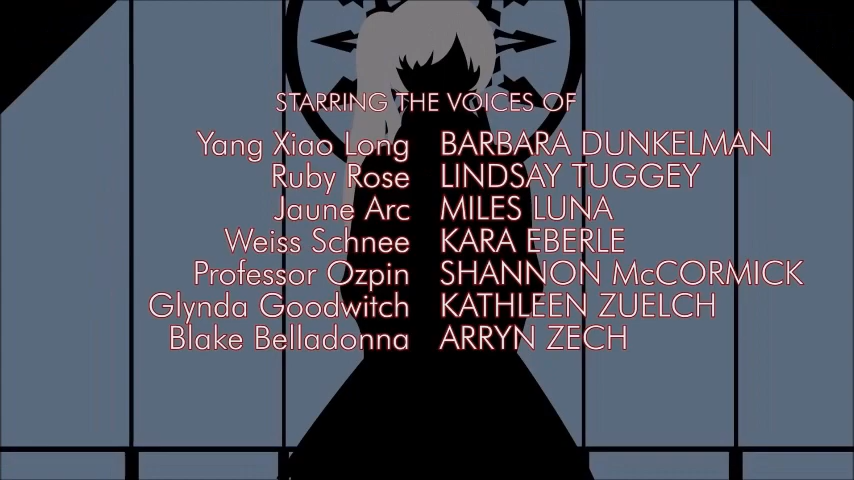 STARRING THE VOICES OF
Yang Xiao Long BARBARA DUNKELMAN
Ruby Rose LINDSAY TUGGEY
Jaune Arc MILES LUNA
Weiss Schnee KARA EBERLE
Professor Ozpin SHANNON McCORMICK
Glynda Goodwitch KATHLEEN ZUELCH
Blake Belladonna ARRYN ZECH